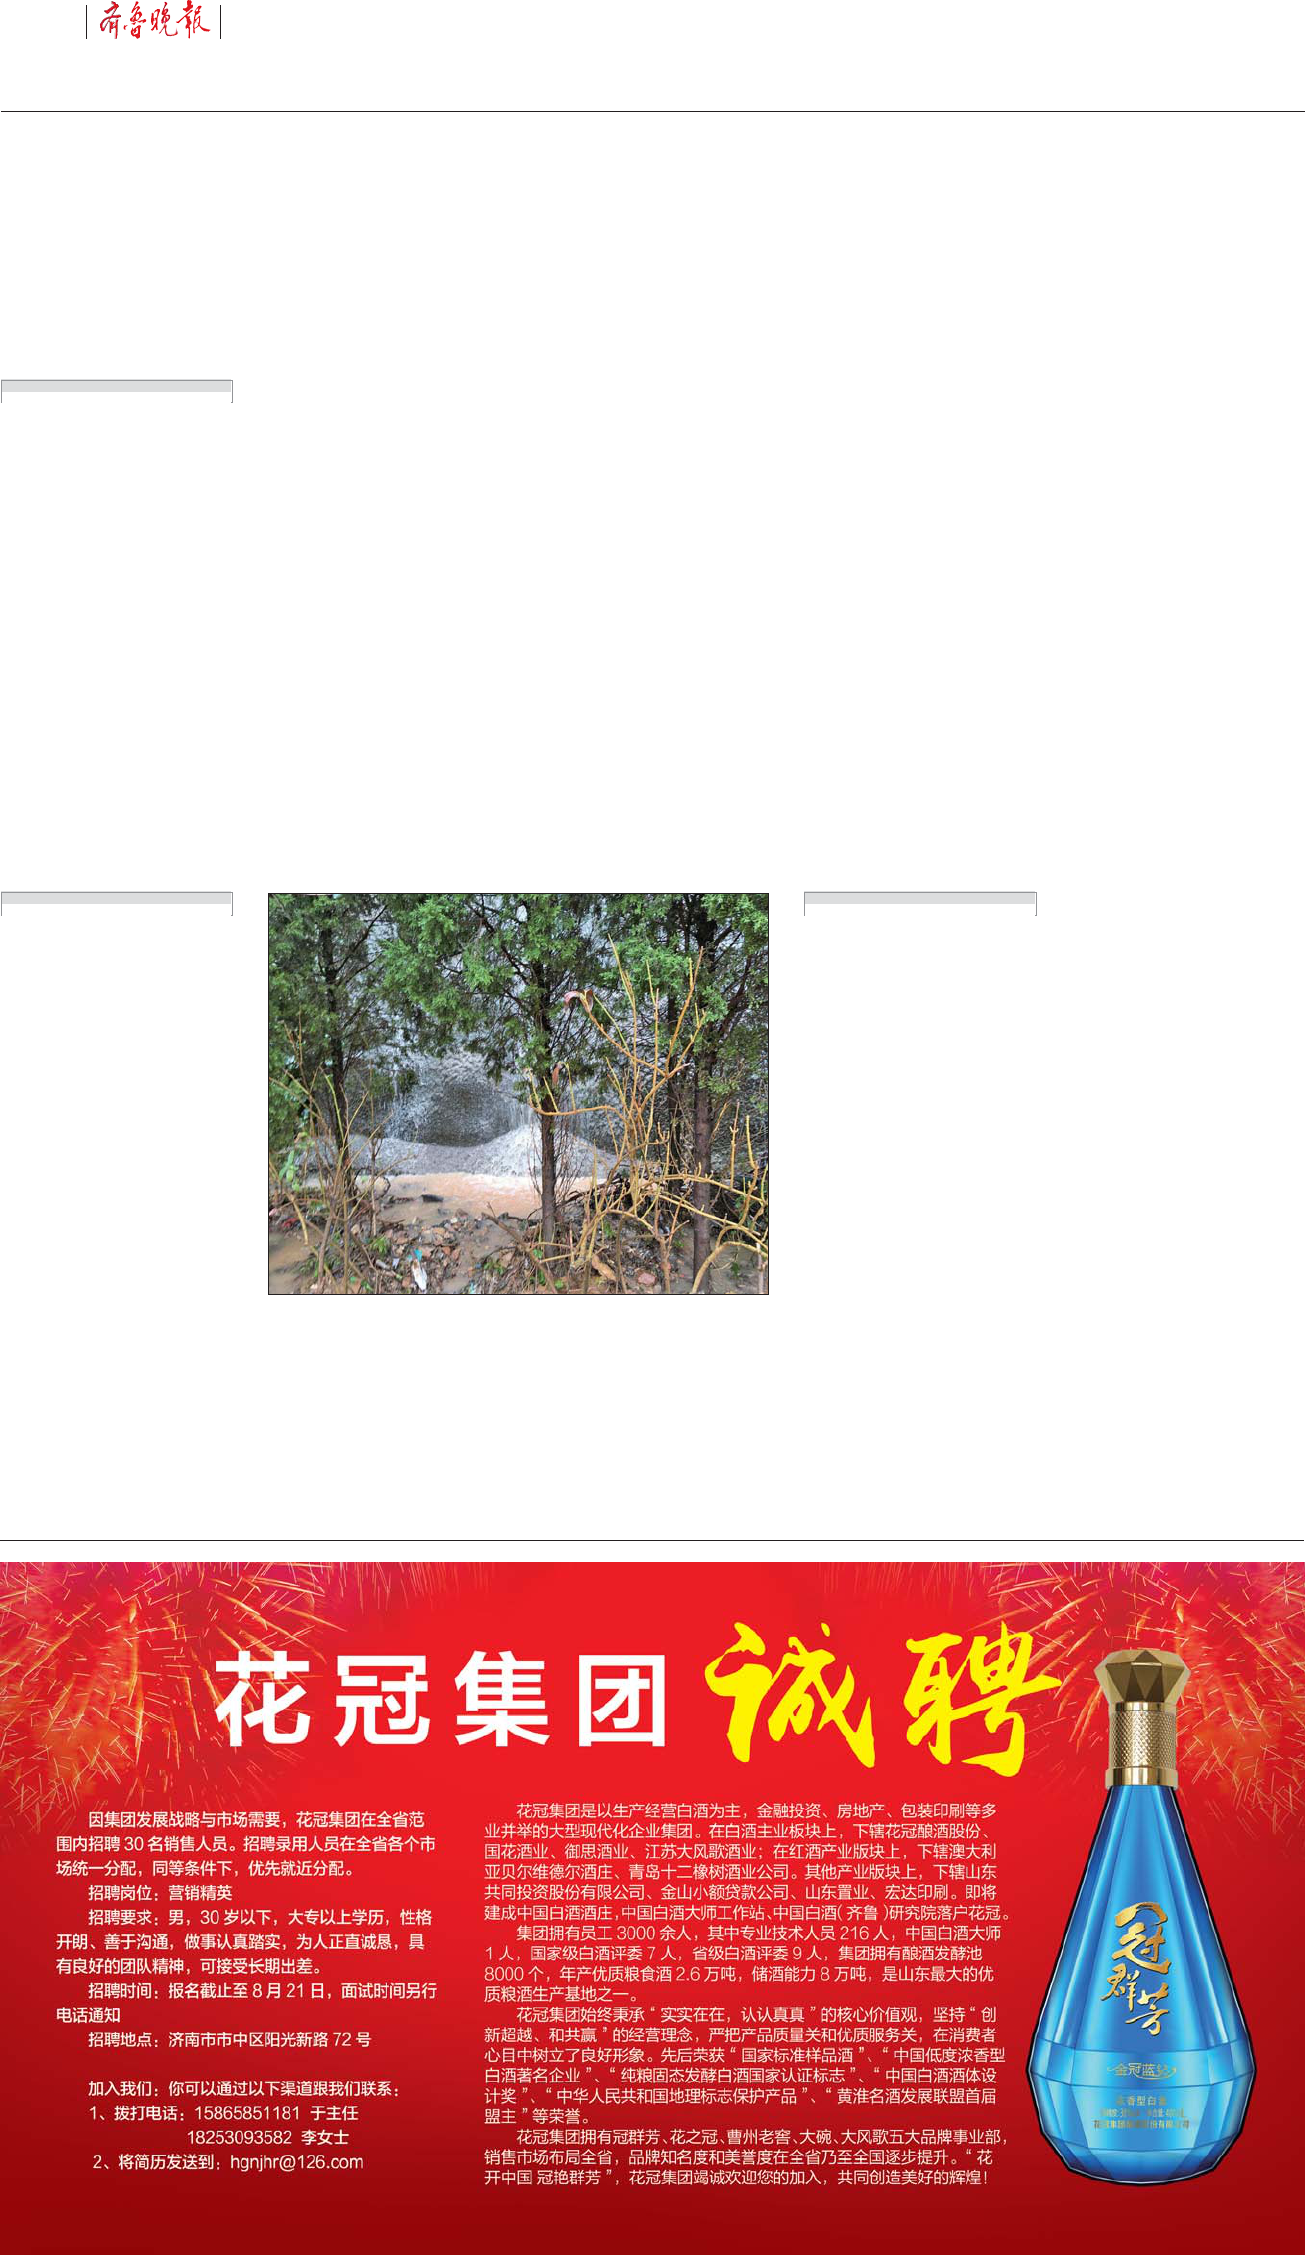 齐鲁晚报
花冠集团 诚聘
因集团发展战略与市场需要，花冠集团在全省范
围内招聘 30 名销售人员。招聘录用人员在全省各个市
场统一分配，同等条件下，优先就近分配。
招聘岗位：营销精英
招聘要求：男，30 岁以下，大专以上学历，性格
开朗、善于沟通，做事认真踏实，为人正直诚恳，具
有良好的团队精神，可接受长期出差。
招聘时间：报名截止至 8 月 21 日，面试时间另行
电话通知
招聘地点：济南市市中区阳光新路 72 号
加入我们：你可以通过以下渠道跟我们联系：
1、拨打电话：15865851181 于主任
18253093582 李女士
2、将简历发送到：hgnjhr@126.com
花冠集团是以生产经营白酒为主，金融投资、房地产、包装印刷等多
业并举的大型现代化企业集团。在白酒主业板块上，下辖花冠酿酒股份、
国花酒业、御思酒业、江苏大风歌酒业；在红酒产业版块上，下辖澳大利
亚贝尔维德尔酒庄、青岛十二橡树酒业公司。其他产业版块上，下辖山东
共同投资股份有限公司、金山小额贷款公司、山东置业、宏达印刷。即将
建成中国白酒酒庄，中国白酒大师工作站、中国白酒（齐鲁）研究院落户花冠。
集团拥有员工 3000 余人，其中专业技术人员 216 人，中国白酒大师
1 人，国家级白酒评委 7 人，省级白酒评委 9 人，集团拥有酿酒发酵池
8000 个，年产优质粮食酒 2.6 万吨，储酒能力 8 万吨，是山东最大的优
质粮酒生产基地之一。
花冠集团始终秉承“实实在在，认认真真”的核心价值观，坚持“创
新超越、和共赢”的经营理念，严把产品质量关和优质服务关，在消费者
心目中树立了良好形象。先后荣获“国家标准样品酒”、“中国低度浓香型
白酒著名企业”、“纯粮固态发酵白酒国家认证标志”、“中国白酒酒体设
计奖”、“中华人民共和国地理标志保护产品”、“黄淮名酒发展联盟首届
盟主”等荣誉。
花冠集团拥有冠群芳、花之冠、曹州老窖、大碗、大风歌五大品牌事业部，
销售市场布局全省，品牌知名度和美誉度在全省乃至全国逐步提升。“花
开中国 冠艳群芳”，花冠集团竭诚欢迎您的加入，共同创造美好的辉煌！
冠群芳
金冠蓝瓷
浓香型白酒